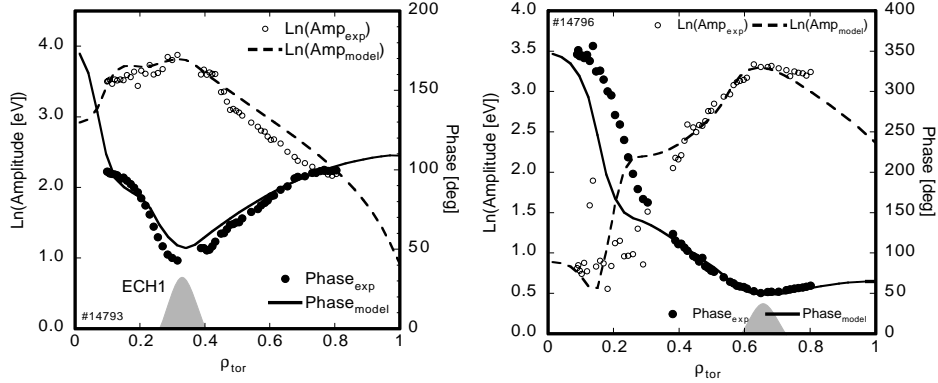 200
Ln(Amp_exp)
Ln(Amp_model)
4.0
3.0
2.0
1.0
0.0
Ln(Amplitude [eV])
150
100
50
0
Phase [deg]
ECH1
Phase_exp
Phase_model
#14793
0 0.2 0.4 0.6 0.8 1
ρ_tor
#14796
Ln(Amp_exp) Ln(Amp_model)
4.0
3.5
3.0
2.5
2.0
1.5
1.0
0.5
0.0
Ln(Amplitude [eV])
400
350
300
250
200
150
100
50
0
Phase [deg]
Phase_exp Phase_model
0 0.2 0.4 0.6 0.8 1
ρ_tor